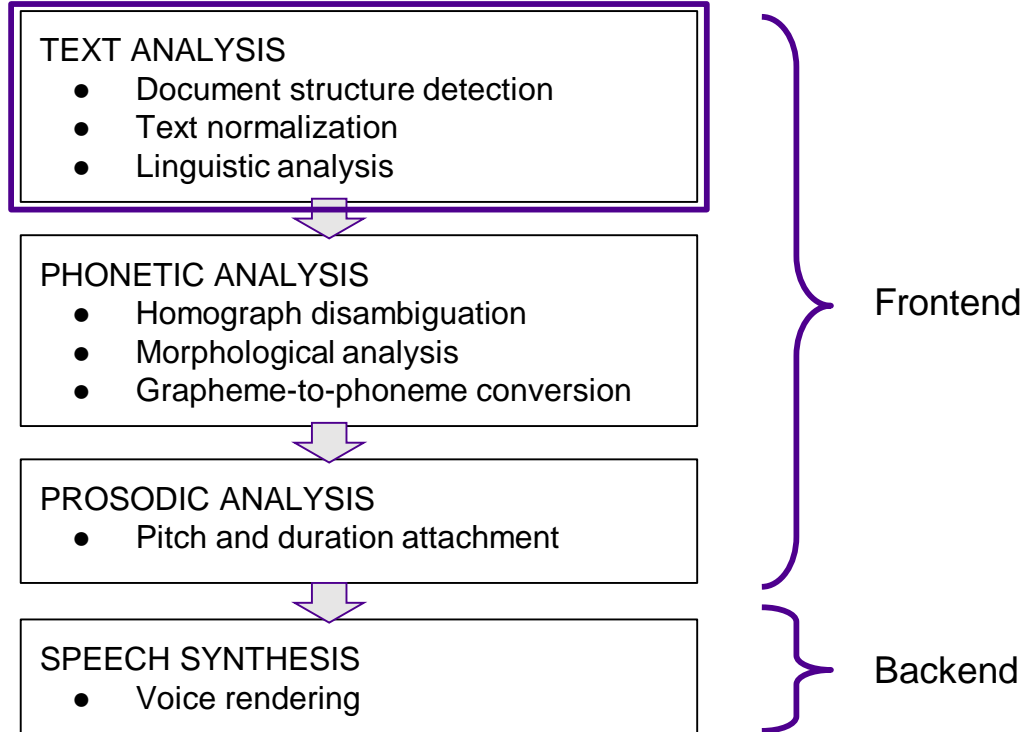 TEXT ANALYSIS
● Document structure detection
● Text normalization
● Linguistic analysis
PHONETIC ANALYSIS
● Homograph disambiguation
● Morphological analysis
● Grapheme-to-phoneme conversion
Frontend
PROSODIC ANALYSIS
● Pitch and duration attachment
SPEECH SYNTHESIS
● Voice rendering
Backend